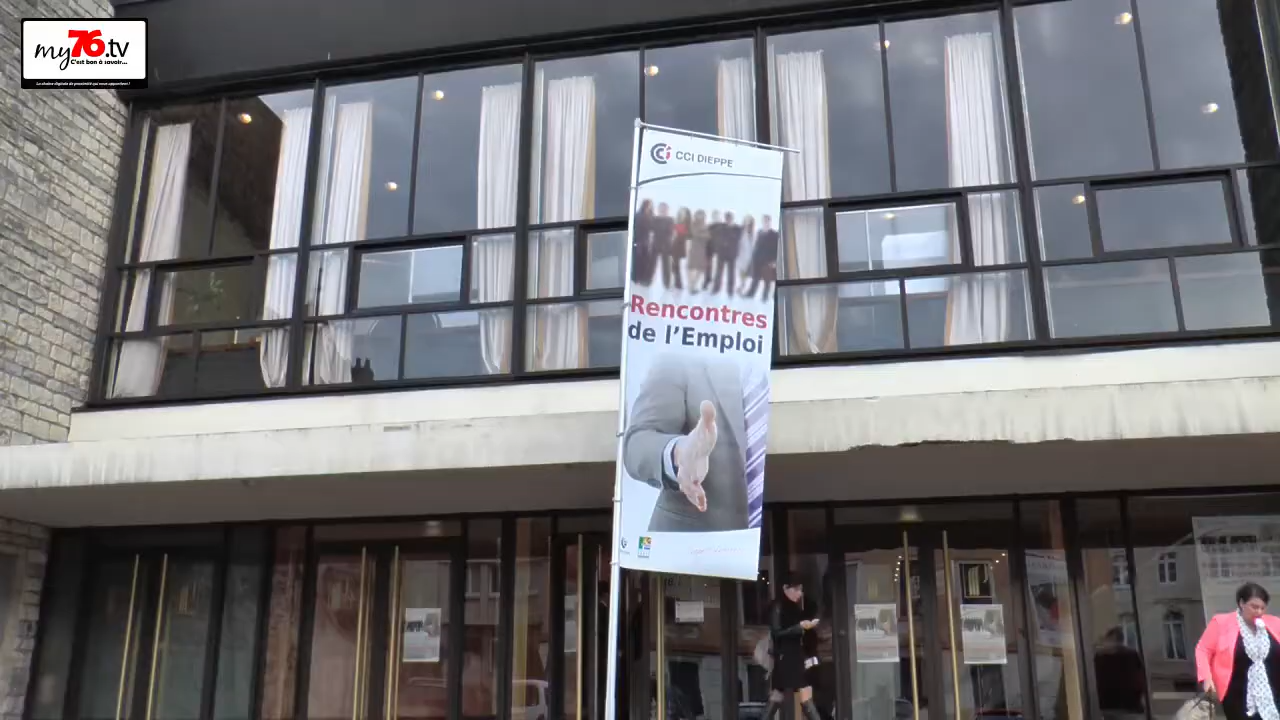 my76.tv
C'est bon à savoir...
CCI DIEPPE
Rencontres
de l'Emploi